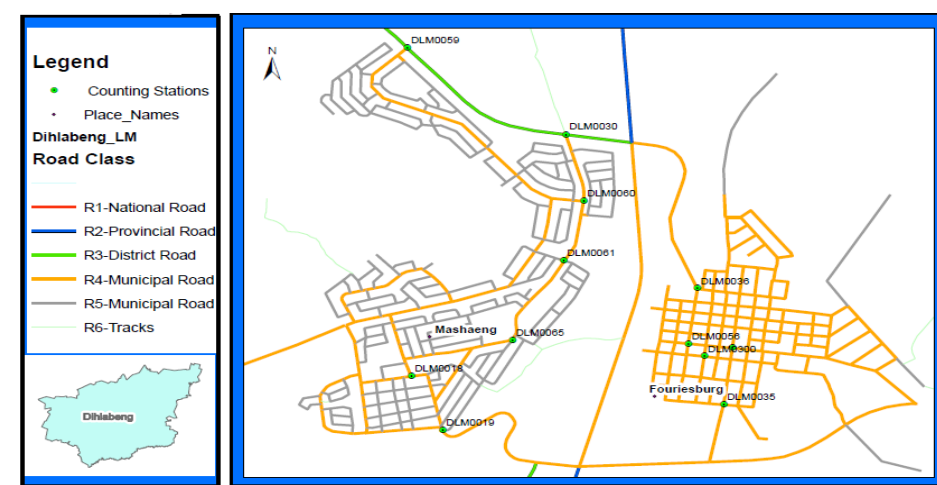 Legend
Counting Stations
Place_Names
Dihlabeng_LM
Road Class
R1-National Road
R2-Provincial Road
R3-District Road
R4-Municipal Road
R5-Municipal Road
R6-Tracks
Dihlabeng
N
DLM0059
DLM0030
DLM0060
DLM0061
DLM0036
Mashaeng
DLM0065
DLM0056
DLM0300
DLM0018
Fouriesburg
DLM0035
DLM0019